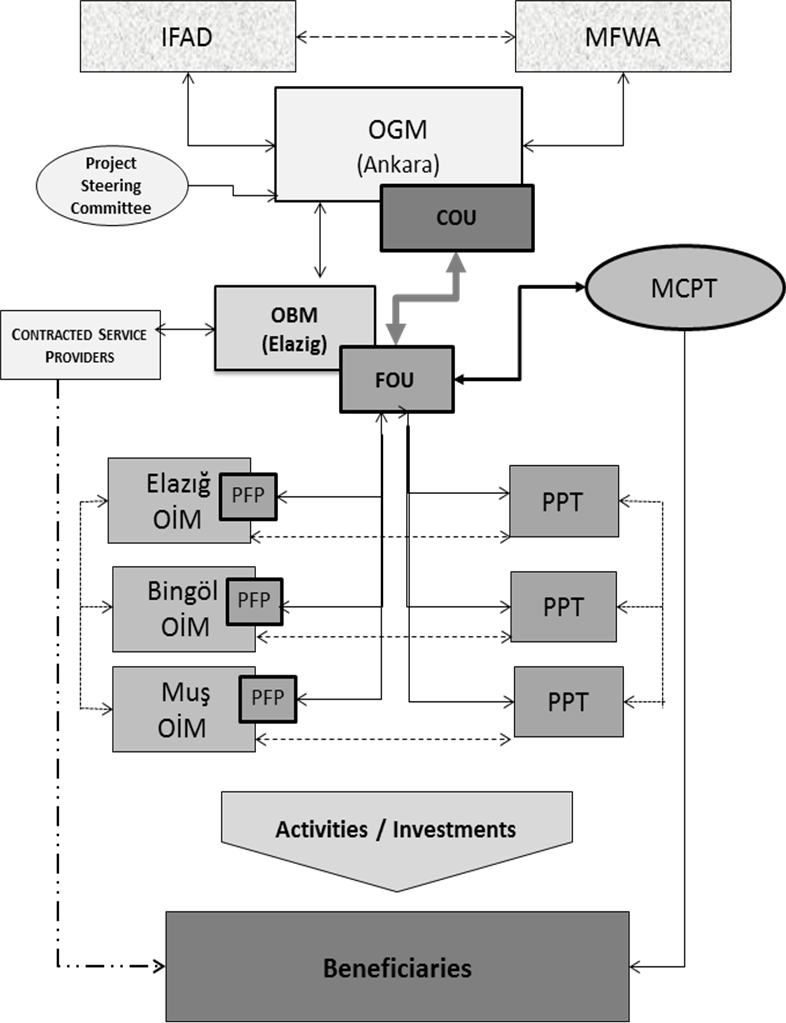 IFAD
MFWA
OGM
(Ankara)
Project
Steering
Committee
COU
MCPT
OBM
(Elazig)
CONTRACTED SERVICE
PROVIDERS
FOU
Elazığ
OİM
PFP
PPT
Bingöl
OİM
PFP
PPT
Muş
OİM
PFP
PPT
Activities / Investments
Beneficiaries